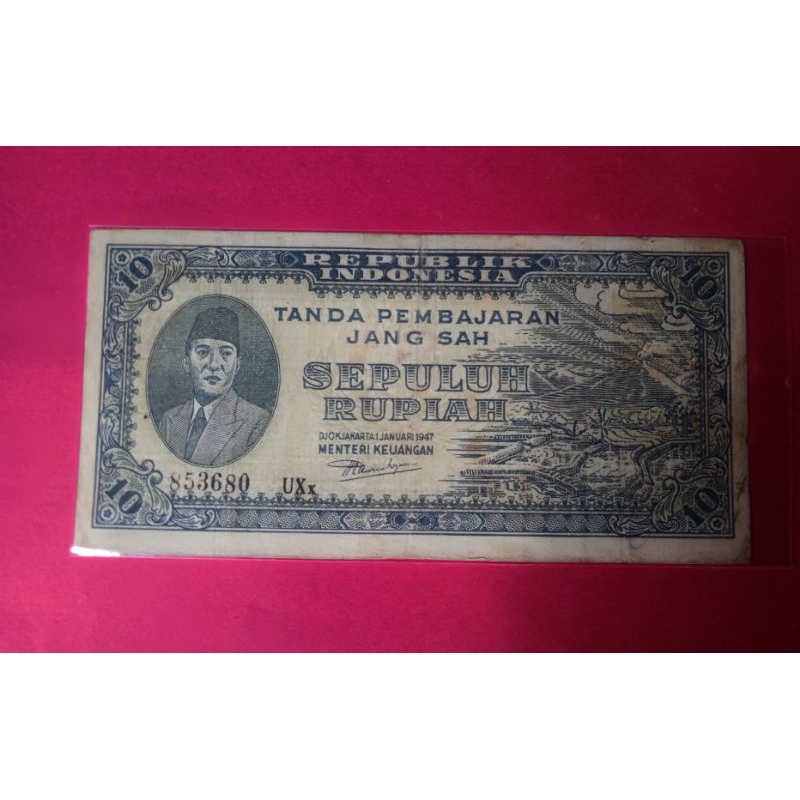 REPUBLIK
INDONESIA
10
10
TANDA PEMBAJARAN
JANG SAH
SEPULUH
RUPIAH
DJOKJAKARTA 1 JANUARI 1947
MENTERI KEUANGAN
853680 UXx
10
10